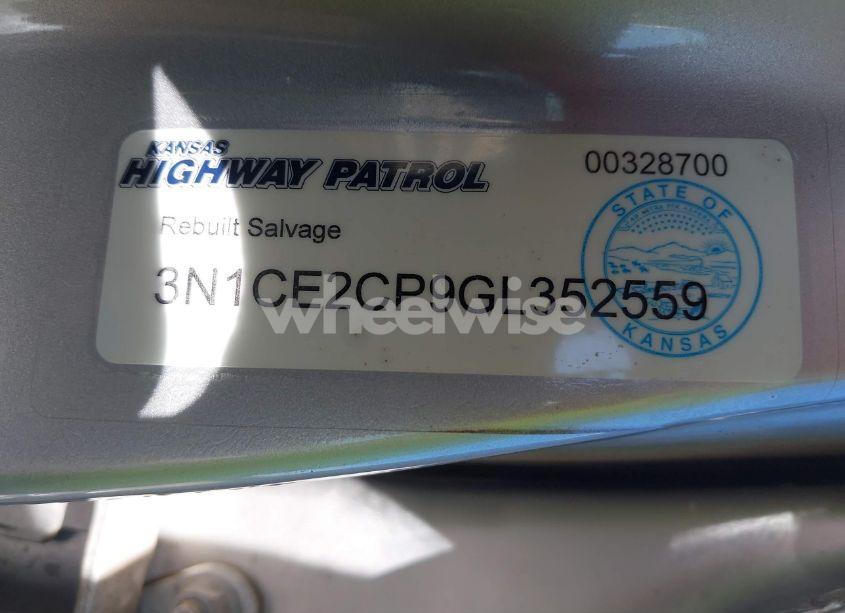 KANSAS
HIGHWAY PATROL
00328700
Rebuilt Salvage
3N1CE2CP9GL352559
wheelwise
STATE OF
KANSAS